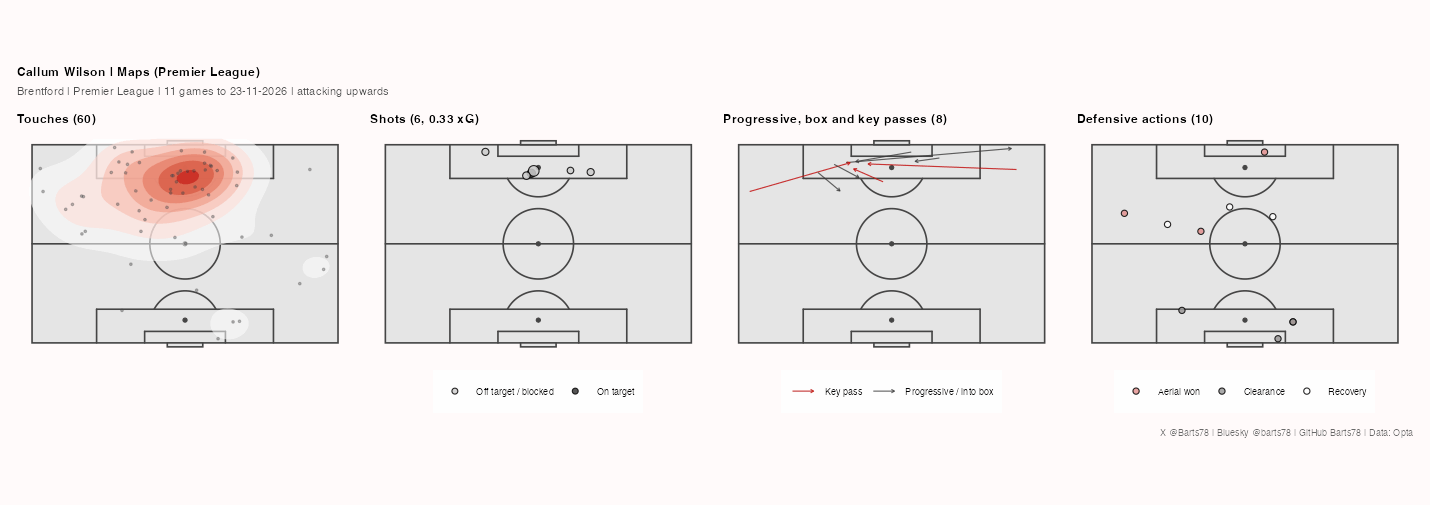 Callum Wilson | Maps (Premier League)
Brentford | Premier League | 11 games to 23-11-2026 | attacking upwards
Touches (60)
Shots (6, 0.33 xG)
Progressive, box and key passes (8)
Defensive actions (10)
Off target / blocked
On target
Key pass
Progressive / into box
Aerial won
Clearance
Recovery
X @Barts78 | Bluesky @barts78 | GitHub Barts78 | Data: Opta